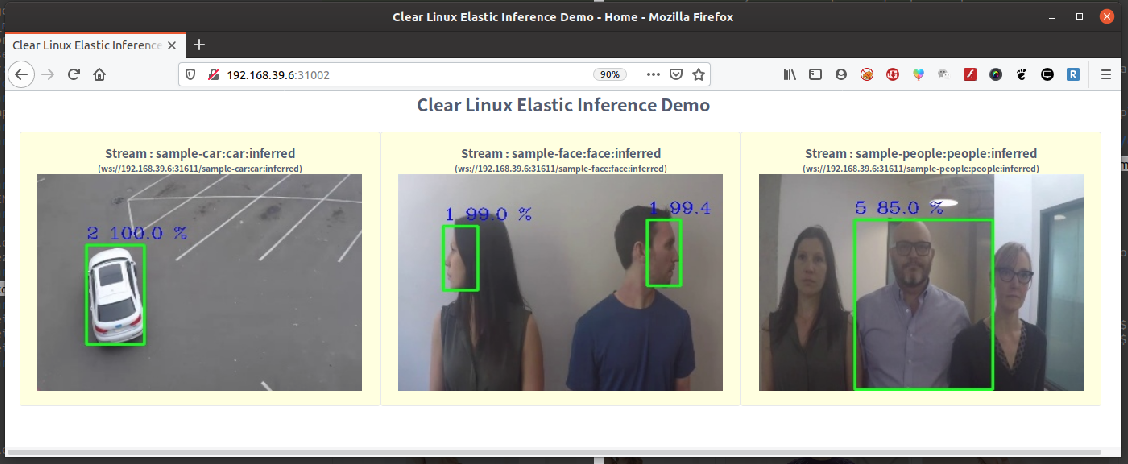 Clear Linux Elastic Inference Demo - Home - Mozilla Firefox
Clear Linux Elastic Inference
192.168.39.6:31002
90%
Clear Linux Elastic Inference Demo
Stream : sample-car:car:inferred
(ws://192.168.39.6:31611/sample-car:car:inferred)
2 100.0 %
Stream : sample-face:face:inferred
(ws://192.168.39.6:31611/sample-face:face:inferred)
1 99.0 %
1 99.4
Stream : sample-people:people:inferred
(ws://192.168.39.6:31611/sample-people:people:inferred)
5 85.0 %